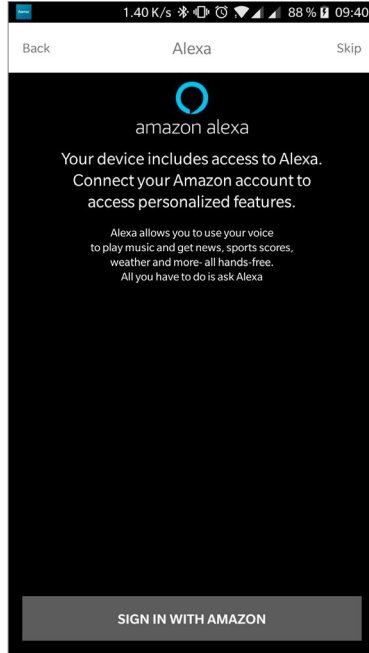 1.40 K/s 88 % 09:40
Back Alexa Skip
amazon alexa
Your device includes access to Alexa.
Connect your Amazon account to
access personalized features.
Alexa allows you to use your voice
to play music and get news, sports scores,
weather and more- all hands-free.
All you have to do is ask Alexa
SIGN IN WITH AMAZON